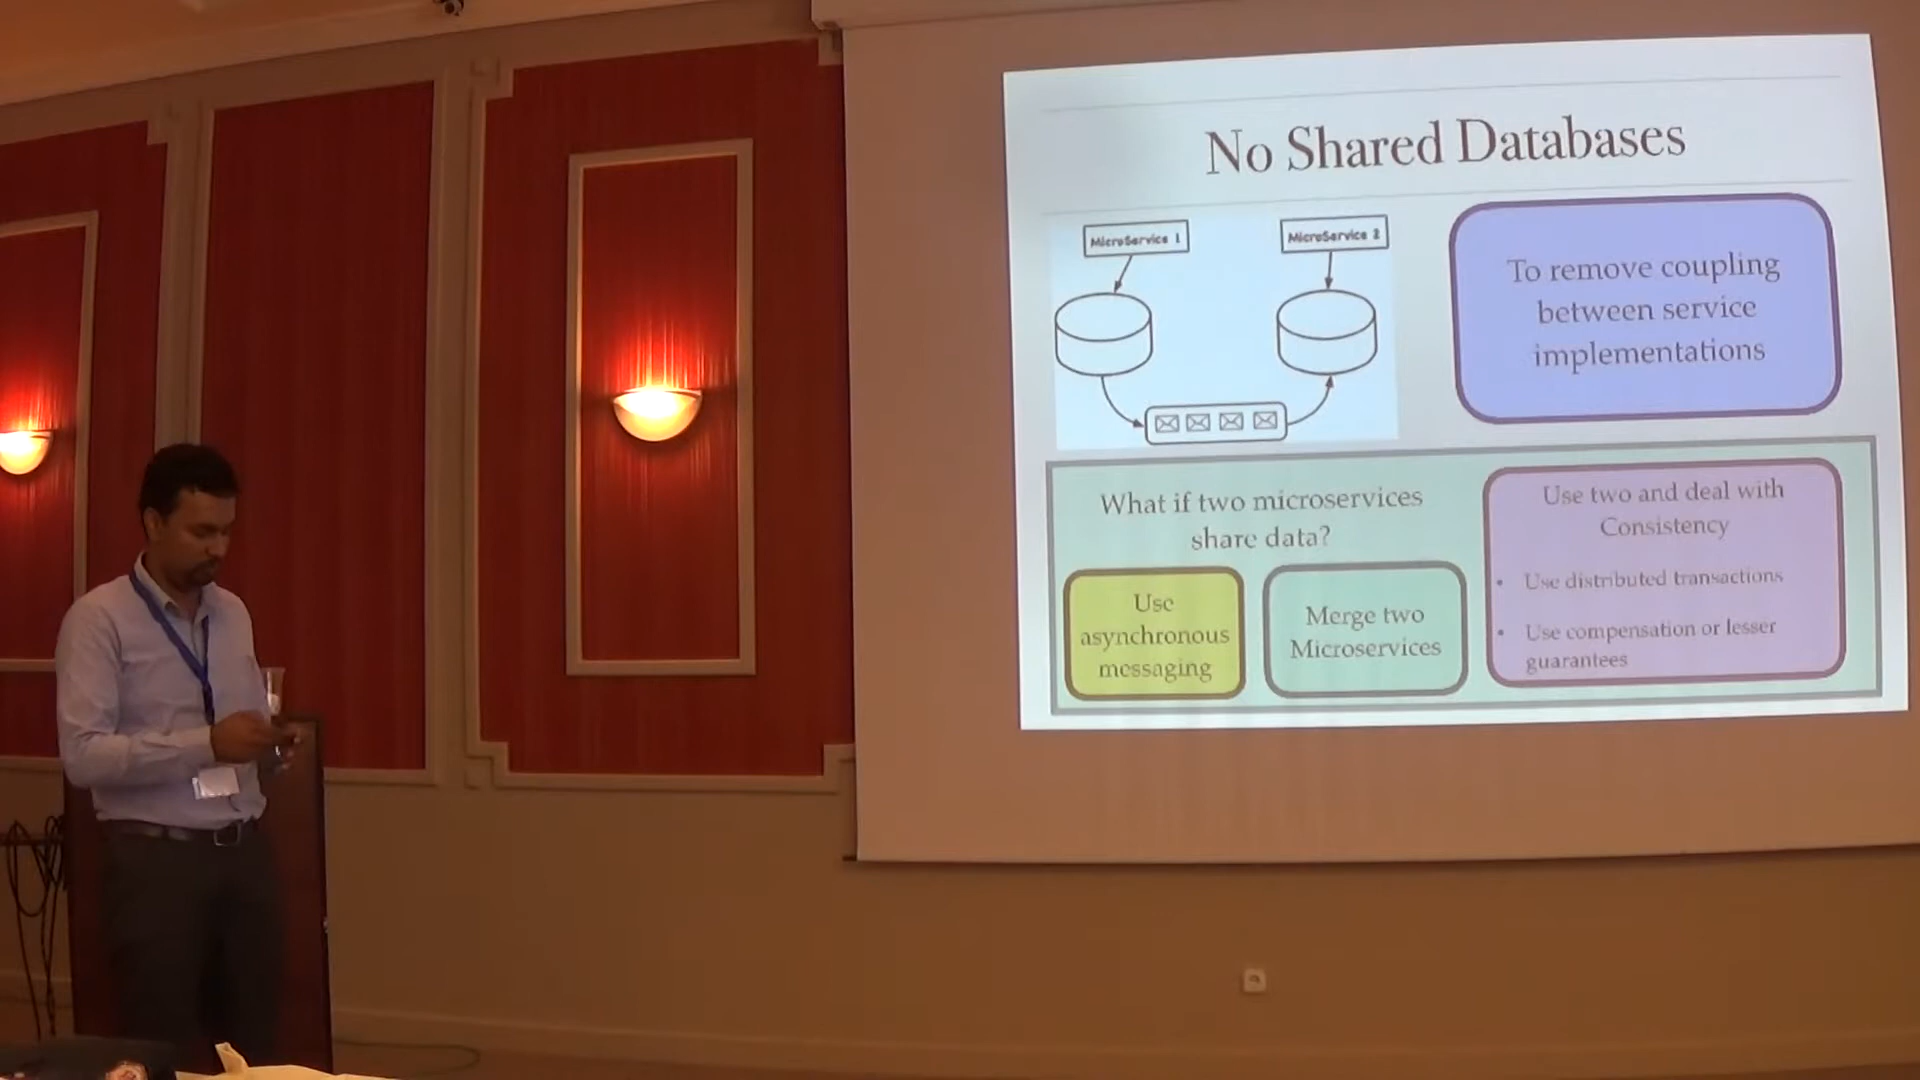 No Shared Databases
MicroService 1
MicroService 2
To remove coupling
between service
implementations
What if two microservices
share data?
Use
asynchronous
messaging
Merge two
Microservices
Use two and deal with
Consistency
• Use distributed transactions
• Use compensation or lesser
guarantees